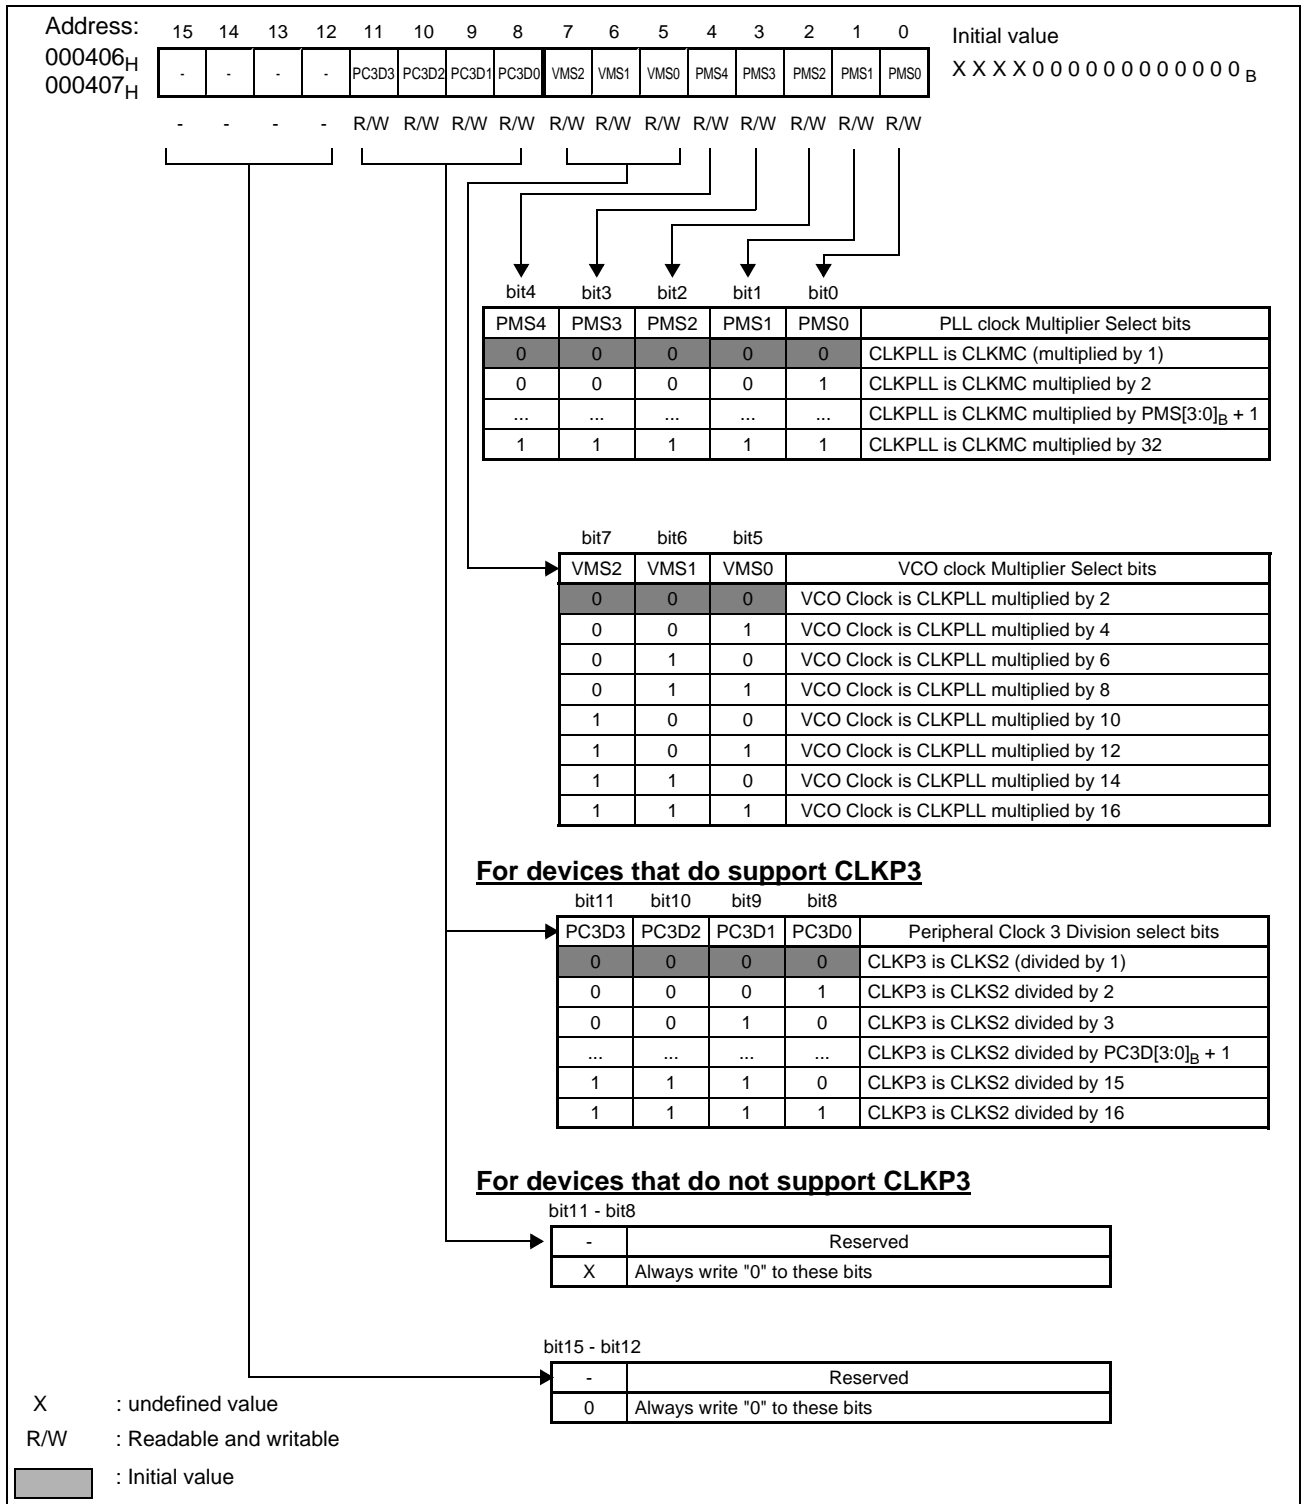 Address: 15 14 13 12 11 10 9 8 7 6 5 4 3 2 1 0 Initial value
000406H
000407H
- - - - PC3D3 PC3D2 PC3D1 PC3D0 VMS2 VMS1 VMS0 PMS4 PMS3 PMS2 PMS1 PMS0 X X X X 0 0 0 0 0 0 0 0 0 0 0 0 B
- - - - R/W R/W R/W R/W R/W R/W R/W R/W R/W R/W R/W R/W
bit4 bit3 bit2 bit1 bit0
PMS4 PMS3 PMS2 PMS1 PMS0 PLL clock Multiplier Select bits
0 0 0 0 0 CLKPLL is CLKMC (multiplied by 1)
0 0 0 0 1 CLKPLL is CLKMC multiplied by 2
... ... ... ... ... CLKPLL is CLKMC multiplied by PMS[3:0]B + 1
1 1 1 1 1 CLKPLL is CLKMC multiplied by 32
bit7 bit6 bit5
VMS2 VMS1 VMS0 VCO clock Multiplier Select bits
0 0 0 VCO Clock is CLKPLL multiplied by 2
0 0 1 VCO Clock is CLKPLL multiplied by 4
0 1 0 VCO Clock is CLKPLL multiplied by 6
0 1 1 VCO Clock is CLKPLL multiplied by 8
1 0 0 VCO Clock is CLKPLL multiplied by 10
1 0 1 VCO Clock is CLKPLL multiplied by 12
1 1 0 VCO Clock is CLKPLL multiplied by 14
1 1 1 VCO Clock is CLKPLL multiplied by 16
For devices that do support CLKP3
bit11 bit10 bit9 bit8
PC3D3 PC3D2 PC3D1 PC3D0 Peripheral Clock 3 Division select bits
0 0 0 0 CLKP3 is CLKS2 (divided by 1)
0 0 0 1 CLKP3 is CLKS2 divided by 2
0 0 1 0 CLKP3 is CLKS2 divided by 3
... ... ... ... CLKP3 is CLKS2 divided by PC3D[3:0]B + 1
1 1 1 0 CLKP3 is CLKS2 divided by 15
1 1 1 1 CLKP3 is CLKS2 divided by 16
For devices that do not support CLKP3
bit11 - bit8
- Reserved
X Always write "0" to these bits
bit15 - bit12
- Reserved
0 Always write "0" to these bits
X : undefined value
R/W : Readable and writable
: Initial value